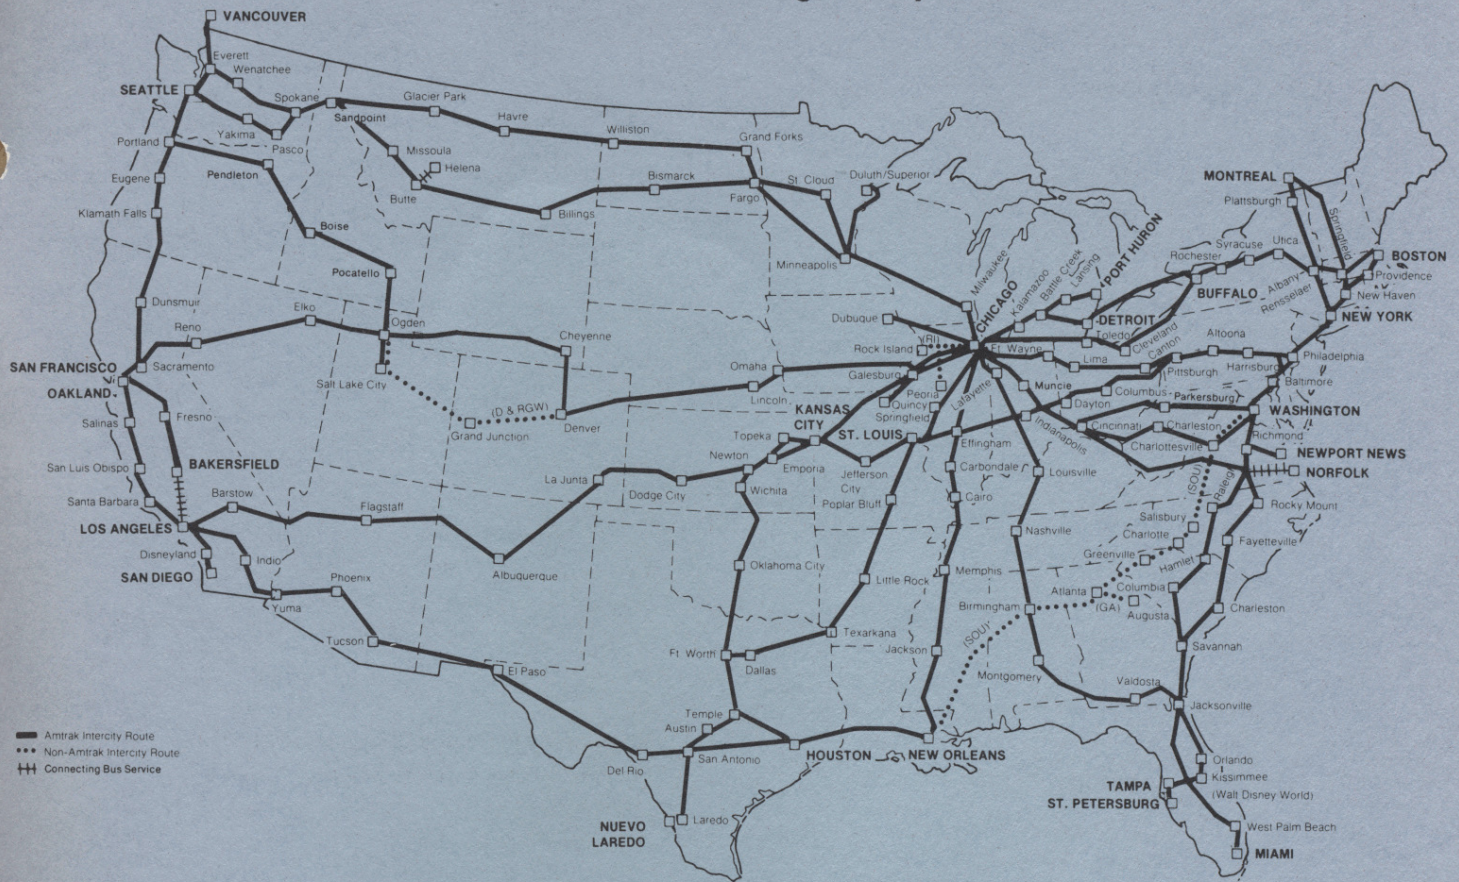 VANCOUVER
Everett
Wenatchee
SEATTLE
Spokane
Glacier Park
Sandpoint
Havre
Williston
Grand Forks
Yakima
Pasco
Portland
Pendleton
Missoula
Helena
Butte
Billings
Bismarck
Fargo
St. Cloud
Duluth/Superior
Minneapolis
Eugene
Klamath Falls
Boise
Pocatello
Dunsmuir
Reno
Elko
Ogden
Cheyenne
SAN FRANCISCO
Sacramento
OAKLAND
Salt Lake City
(D & RGW)
Grand Junction
Denver
Omaha
Lincoln
Salinas
Fresno
San Luis Obispo
BAKERSFIELD
Santa Barbara
Barstow
LOS ANGELES
Flagstaff
Albuquerque
La Junta
Dodge City
Newton
Topeka
Emporia
Wichita
KANSAS
CITY
Disneyland
SAN DIEGO
Indio
Yuma
Phoenix
Tucson
El Paso
Oklahoma City
Ft. Worth
Dallas
Temple
Austin
San Antonio
Del Rio
NUEVO
LAREDO
Laredo
HOUSTON
NEW ORLEANS
Milwaukee
CHICAGO
Dubuque
Rock Island
(RI)
Galesburg
Peoria
Quincy
Springfield
ST. LOUIS
Jefferson
City
Poplar Bluff
Little Rock
Texarkana
Effingham
Carbondale
Cairo
Memphis
Jackson
Kalamazoo
Battle Creek
Lansing
PORT HURON
DETROIT
Toledo
Cleveland
Canton
Ft. Wayne
Lima
Lafayette
Muncie
Dayton
Columbus
Indianapolis
Cincinnati
Parkersburg
Charleston
Charlottesville
Louisville
Nashville
Birmingham
(SOU)
Montgomery
Valdosta
Jacksonville
MONTREAL
Plattsburgh
Springfield
BOSTON
Providence
New Haven
NEW YORK
Rochester
Syracuse
Utica
Albany
Rensselaer
BUFFALO
Altoona
Pittsburgh
Harrisburg
Philadelphia
Baltimore
WASHINGTON
Richmond
NEWPORT NEWS
NORFOLK
(SOU)
Raleigh
Rocky Mount
Salisbury
Charlotte
Greenville
Fayetteville
Hamlet
Atlanta
(GA)
Augusta
Columbia
Charleston
Savannah
Orlando
Kissimmee
(Walt Disney World)
TAMPA
ST. PETERSBURG
West Palm Beach
MIAMI
Amtrak Intercity Route
Non-Amtrak Intercity Route
Connecting Bus Service